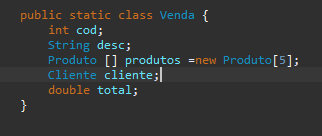 public static class Venda {
int cod;
String desc;
Produto [] produtos =new Produto[5];
Cliente cliente;
double total;
}